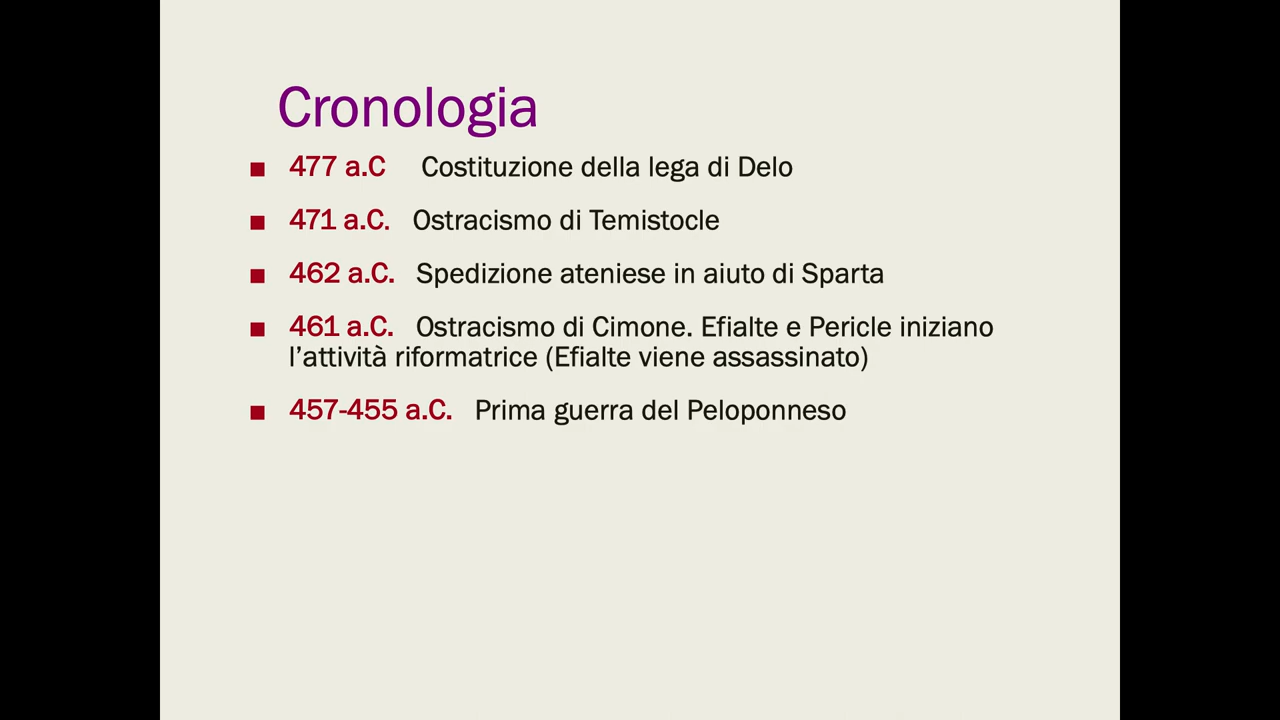 Cronologia
■ 477 a.C Costituzione della lega di Delo
■ 471 a.C. Ostracismo di Temistocle
■ 462 a.C. Spedizione ateniese in aiuto di Sparta
■ 461 a.C. Ostracismo di Cimone. Efialte e Pericle iniziano
l’attività riformatrice (Efialte viene assassinato)
■ 457-455 a.C. Prima guerra del Peloponneso